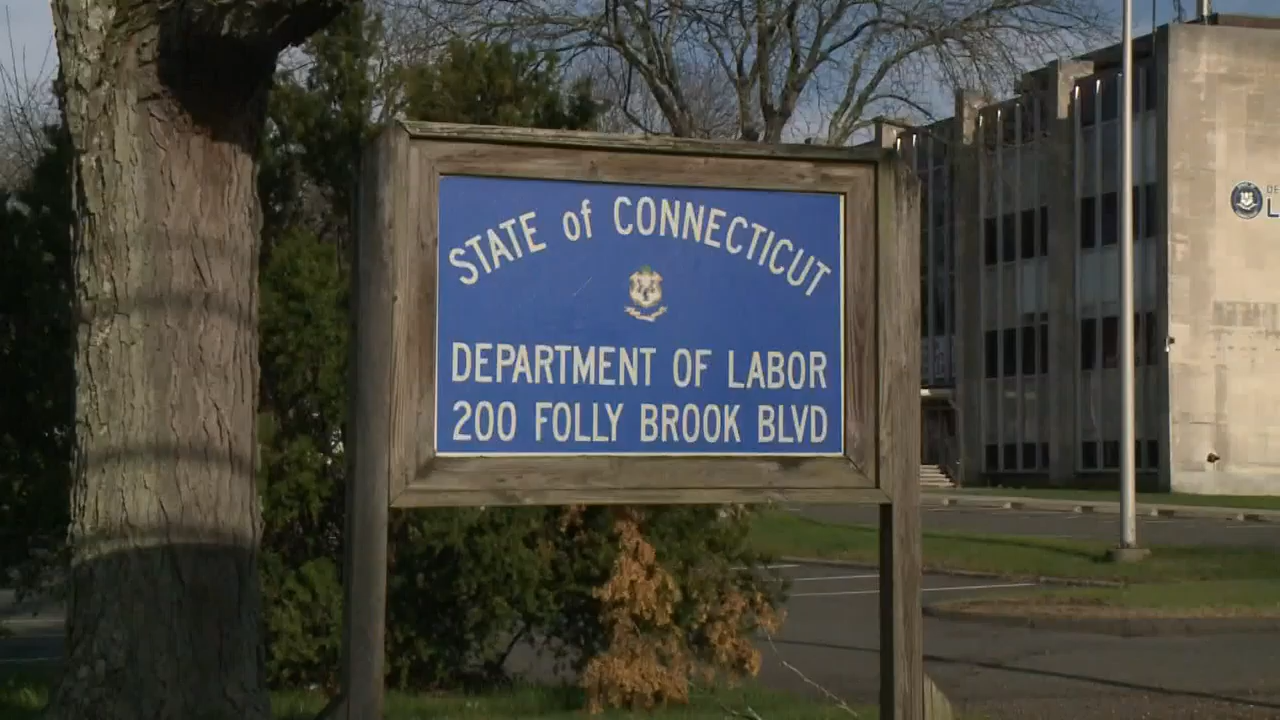 STATE of CONNECTICUT
DEPARTMENT OF LABOR
200 FOLLY BROOK BLVD